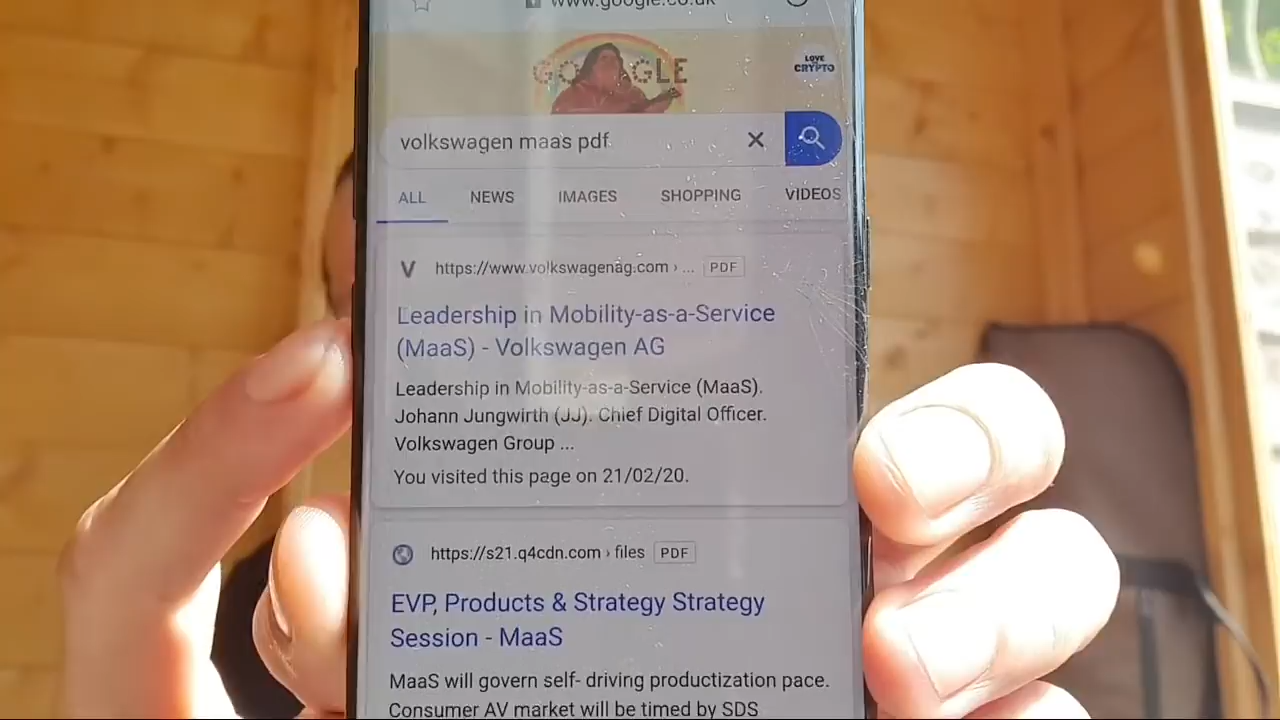 www.google.co.uk
GOOGLE
LOVE
CRYPTO
volkswagen maas pdf
ALL NEWS IMAGES SHOPPING VIDEOS
V https://www.volkswagenag.com › ... PDF
Leadership in Mobility-as-a-Service
(MaaS) - Volkswagen AG
Leadership in Mobility-as-a-Service (MaaS).
Johann Jungwirth (JJ). Chief Digital Officer.
Volkswagen Group ...
You visited this page on 21/02/20.
https://s21.q4cdn.com › files PDF
EVP, Products & Strategy Strategy
Session - MaaS
MaaS will govern self- driving productization pace.
Consumer AV market will be timed by SDS